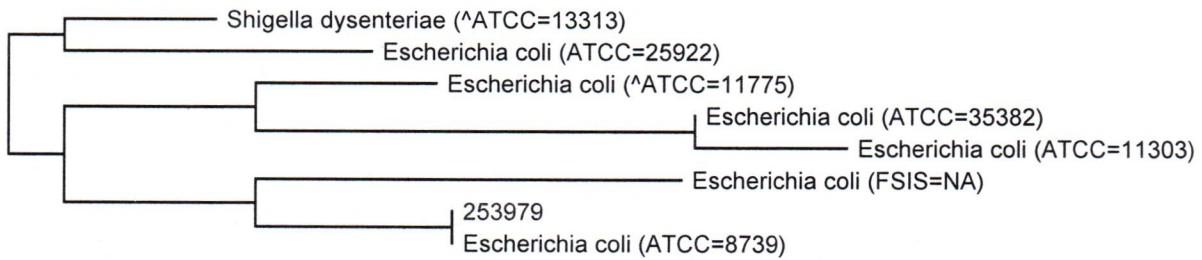 Shigella dysenteriae (^ATCC=13313)
Escherichia coli (ATCC=25922)
Escherichia coli (^ATCC=11775)
Escherichia coli (ATCC=35382)
Escherichia coli (ATCC=11303)
Escherichia coli (FSIS=NA)
253979
Escherichia coli (ATCC=8739)